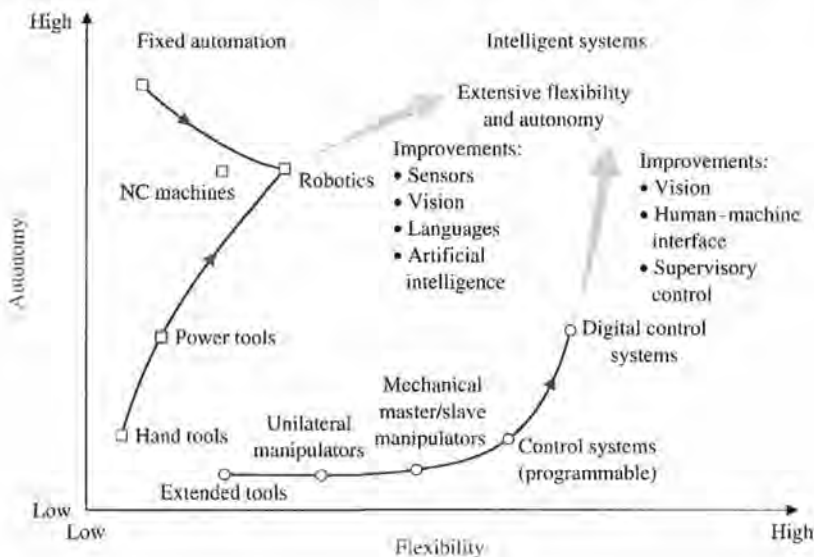 High
Fixed automation
Intelligent systems
Extensive flexibility
and autonomy
Improvements:
• Sensors
• Vision
• Languages
• Artificial
intelligence
Improvements:
• Vision
• Human-machine
interface
• Supervisory
control
NC machines
Robotics
Autonomy
Power tools
Digital control
systems
Mechanical
master/slave
manipulators
Unilateral
manipulators
Hand tools
Control systems
(programmable)
Extended tools
Low
Low
High
Flexibility